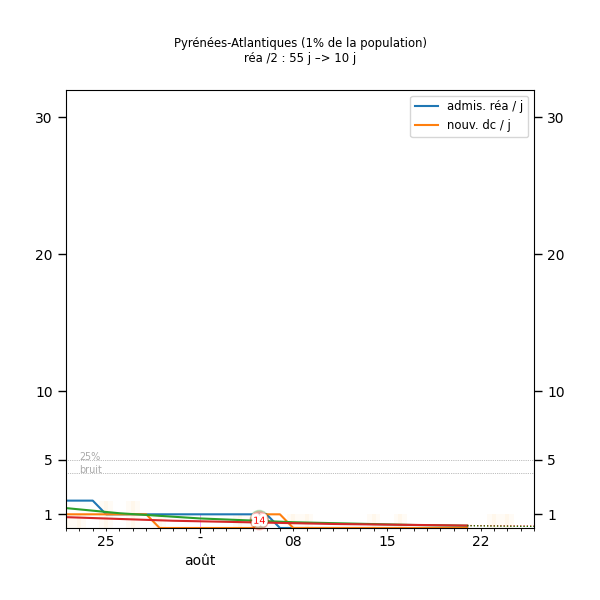 Pyrénées-Atlantiques (1% de la population)
réa /2 : 55 j –> 10 j
admis. réa / j
nouv. dc / j
30
30
20
20
10
10
25%
5
5
bruit
1
14
1
25
-
08
15
22
août